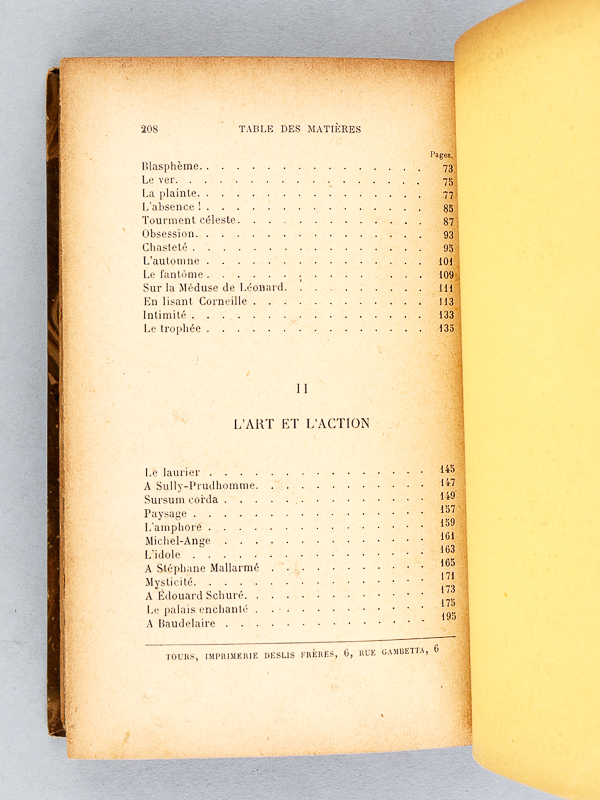 208 TABLE DES MATIÈRES
Pages.
Blasphème. . . . . . . . . . . . . . . . 73
Le ver. . . . . . . . . . . . . . . . . 75
La plainte. . . . . . . . . . . . . . . . 77
L'absence ! . . . . . . . . . . . . . . . 85
Tourment céleste. . . . . . . . . . . . . 87
Obsession. . . . . . . . . . . . . . . . 93
Chasteté . . . . . . . . . . . . . . . . 95
L'automne . . . . . . . . . . . . . . . 101
Le fantôme . . . . . . . . . . . . . . . 109
Sur la Méduse de Léonard. . . . . . . . . . 111
En lisant Corneille . . . . . . . . . . . . 113
Intimité . . . . . . . . . . . . . . . . 133
Le trophée . . . . . . . . . . . . . . . 135
II
L'ART ET L'ACTION
Le laurier . . . . . . . . . . . . . . . 145
A Sully-Prudhomme. . . . . . . . . . . . 147
Sursum corda . . . . . . . . . . . . . . 149
Paysage . . . . . . . . . . . . . . . . 157
L'amphore . . . . . . . . . . . . . . . 159
Michel-Ange . . . . . . . . . . . . . . 161
L'idole . . . . . . . . . . . . . . . . 163
A Stéphane Mallarmé . . . . . . . . . . . 165
Mysticité. . . . . . . . . . . . . . . . 171
A Édouard Schuré. . . . . . . . . . . . . 173
Le palais enchanté . . . . . . . . . . . . 175
A Baudelaire . . . . . . . . . . . . . . 195
TOURS, IMPRIMERIE DESLIS FRÈRES, 6, RUE GAMBETTA, 6